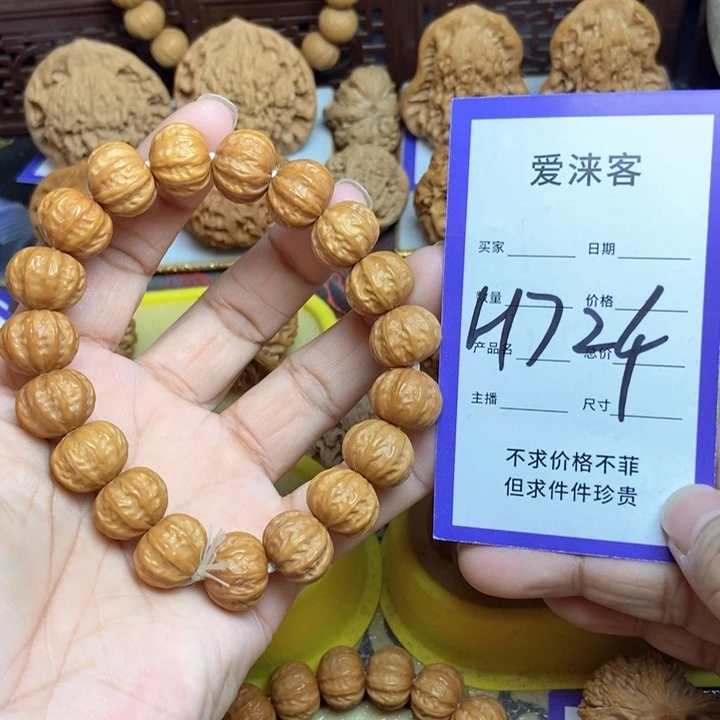 爱涞客
买家 日期
数量 价格
H724
产品名 总价
主播 尺寸
不求价格不菲
但求件件珍贵